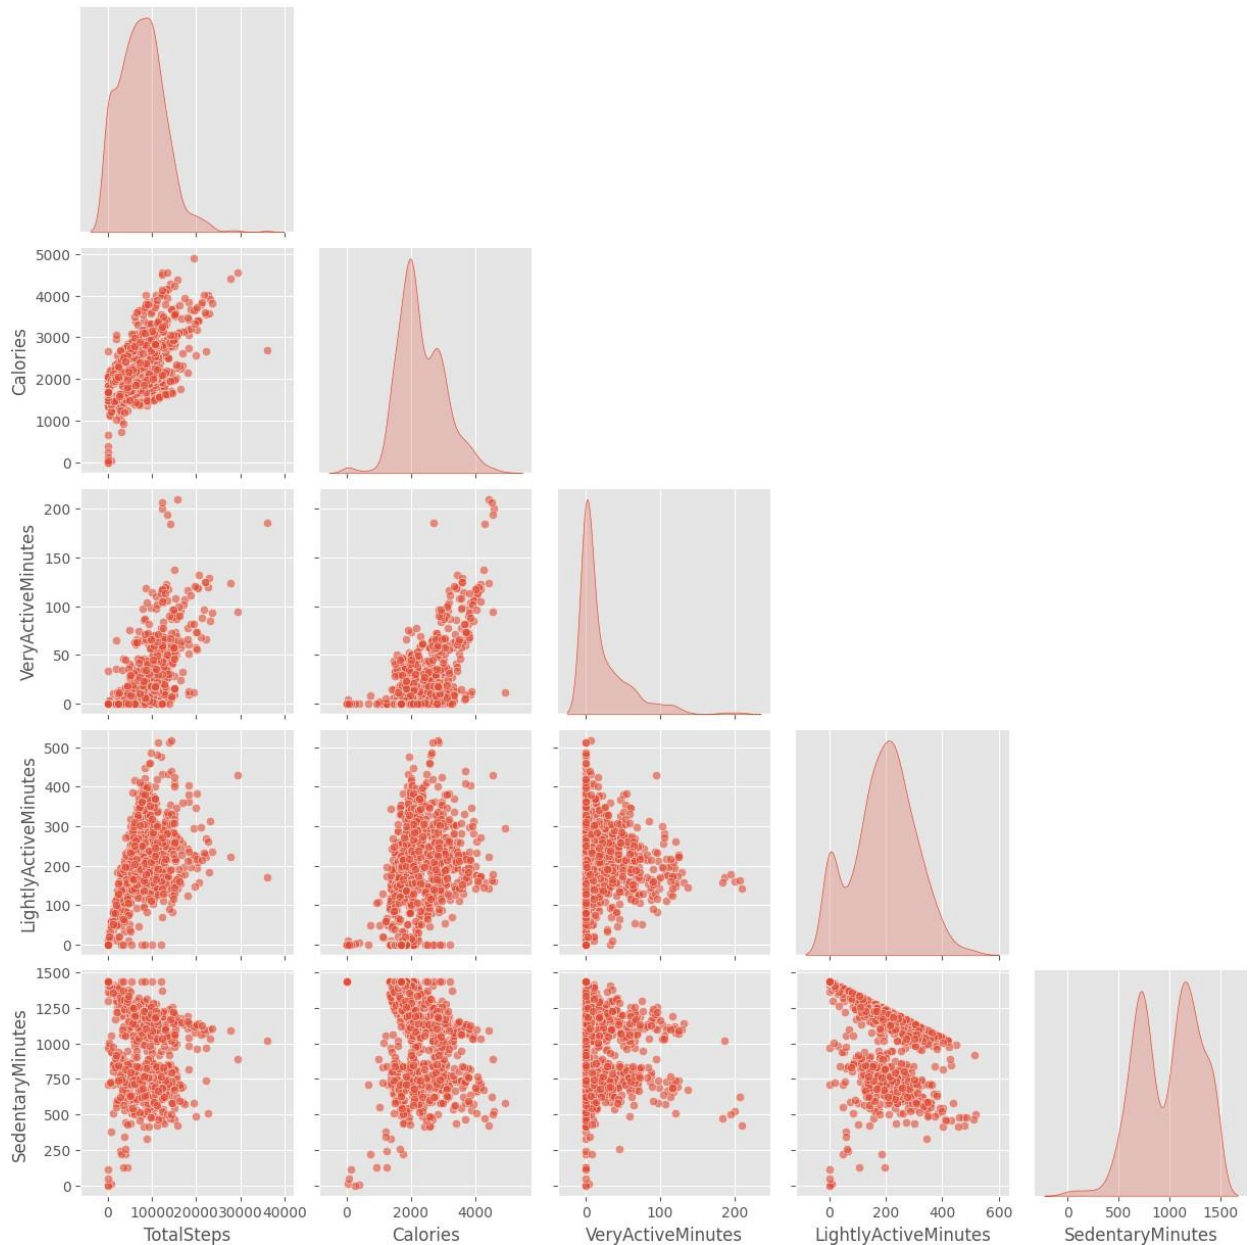 5000
4000
3000
2000
1000
0
Calories
200
150
100
50
0
VeryActiveMinutes
500
400
300
200
100
0
LightlyActiveMinutes
1500
1250
1000
750
500
250
0
SedentaryMinutes
0 10000 20000 30000 40000
0 2000 4000
0 100 200
0 200 400 600
0 500 1000 1500
TotalSteps
Calories
VeryActiveMinutes
LightlyActiveMinutes
SedentaryMinutes